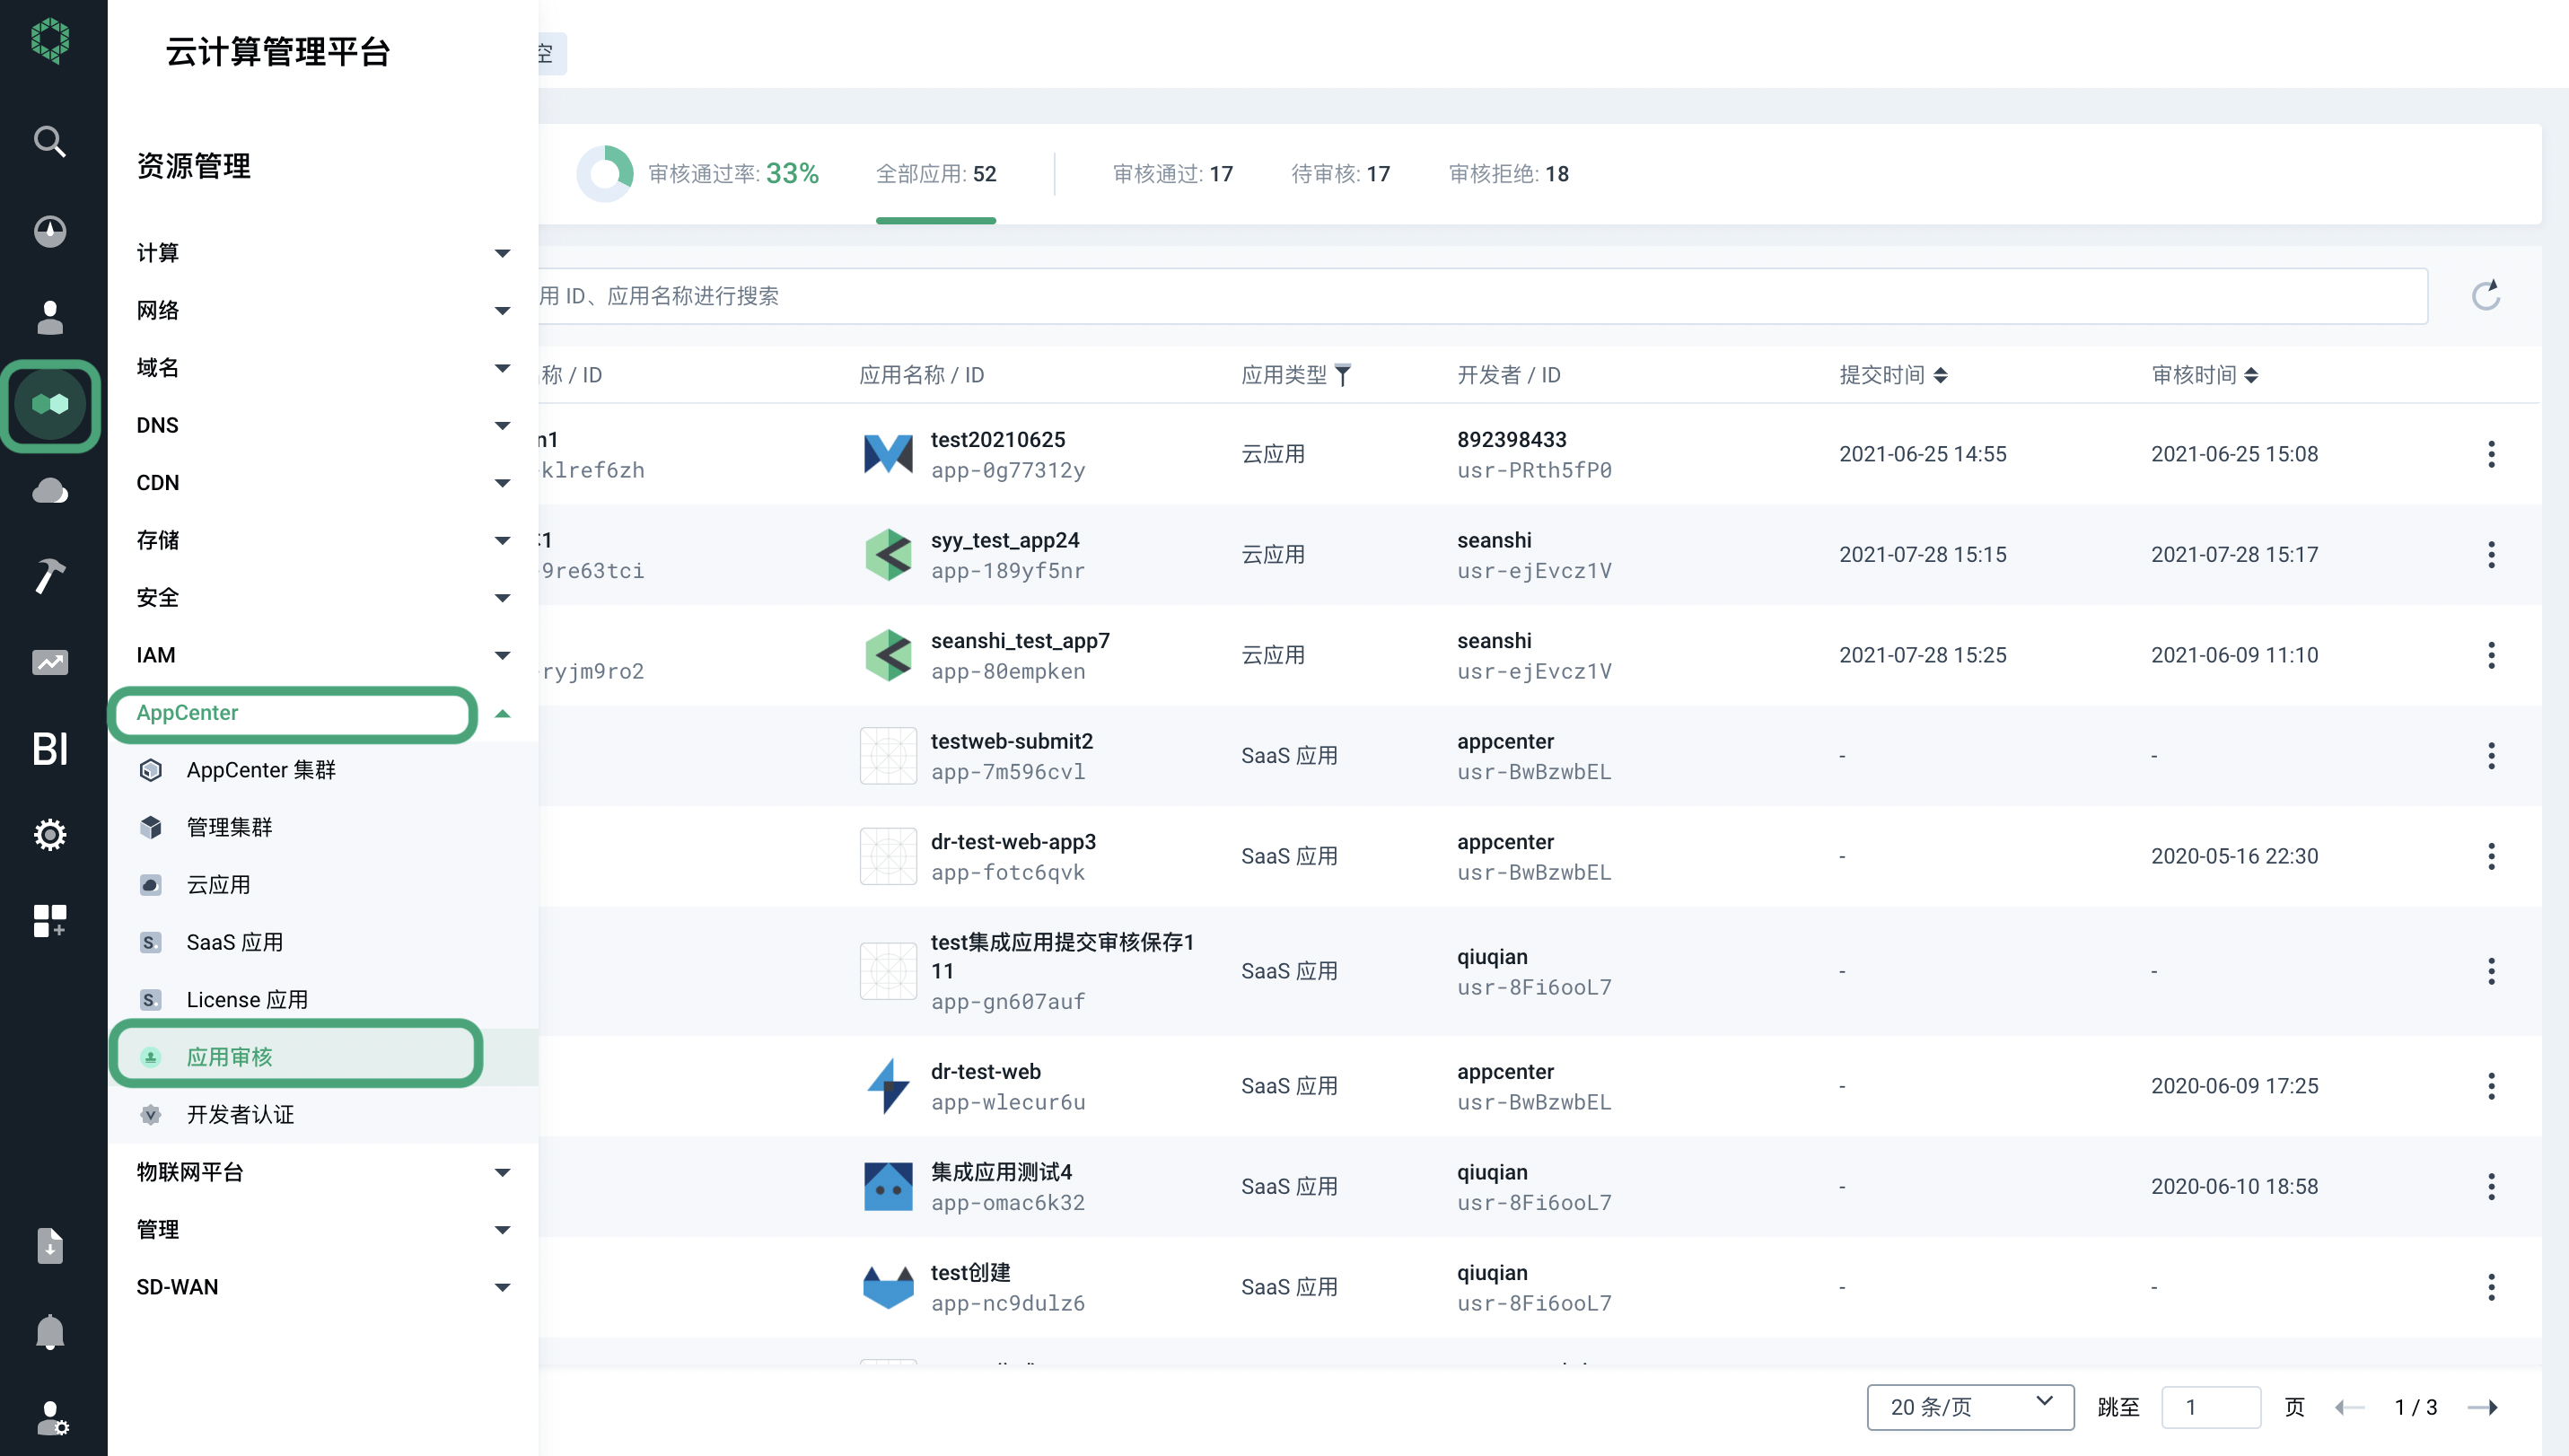 云计算管理平台
空
资源管理
计算
网络
域名
DNS
CDN
存储
安全
IAM
AppCenter
AppCenter 集群
管理集群
云应用
SaaS 应用
License 应用
应用审核
开发者认证
物联网平台
管理
SD-WAN
BI
审核通过率: 33%
全部应用: 52
审核通过: 17
待审核: 17
审核拒绝: 18
用 ID、应用名称进行搜索
称 / ID
应用名称 / ID
应用类型
开发者 / ID
提交时间
审核时间
n1
klref6zh
test20210625
app-0g77312y
云应用
892398433
usr-PRth5fP0
2021-06-25 14:55
2021-06-25 15:08
1
9re63tci
syy_test_app24
app-189yf5nr
云应用
seanshi
usr-ejEvcz1V
2021-07-28 15:15
2021-07-28 15:17
ryjm9ro2
seanshi_test_app7
app-80empken
云应用
seanshi
usr-ejEvcz1V
2021-07-28 15:25
2021-06-09 11:10
testweb-submit2
app-7m596cvl
SaaS 应用
appcenter
usr-BwBzwbEL
-
-
dr-test-web-app3
app-fotc6qvk
SaaS 应用
appcenter
usr-BwBzwbEL
-
2020-05-16 22:30
test集成应用提交审核保存1
11
app-gn607auf
SaaS 应用
qiuqian
usr-8Fi6ooL7
-
-
dr-test-web
app-wlecur6u
SaaS 应用
appcenter
usr-BwBzwbEL
-
2020-06-09 17:25
集成应用测试4
app-omac6k32
SaaS 应用
qiuqian
usr-8Fi6ooL7
-
2020-06-10 18:58
test创建
app-nc9dulz6
SaaS 应用
qiuqian
usr-8Fi6ooL7
-
-
20 条/页
跳至
1
页
1 / 3